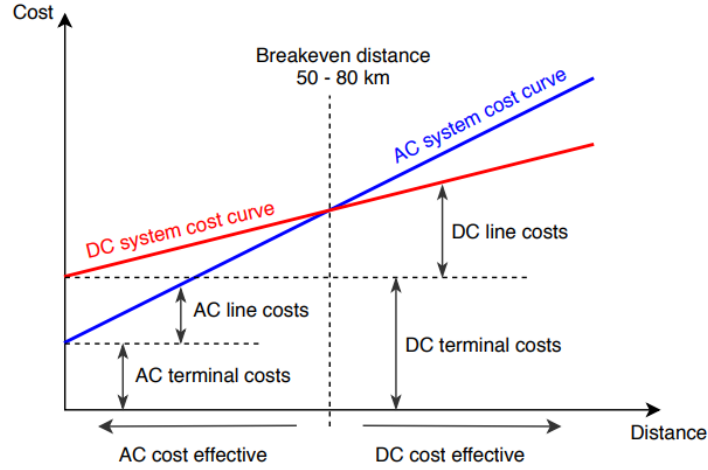 Cost
Breakeven distance
50 - 80 km
AC system cost curve
DC system cost curve
DC line costs
AC line costs
DC terminal costs
AC terminal costs
Distance
AC cost effective
DC cost effective